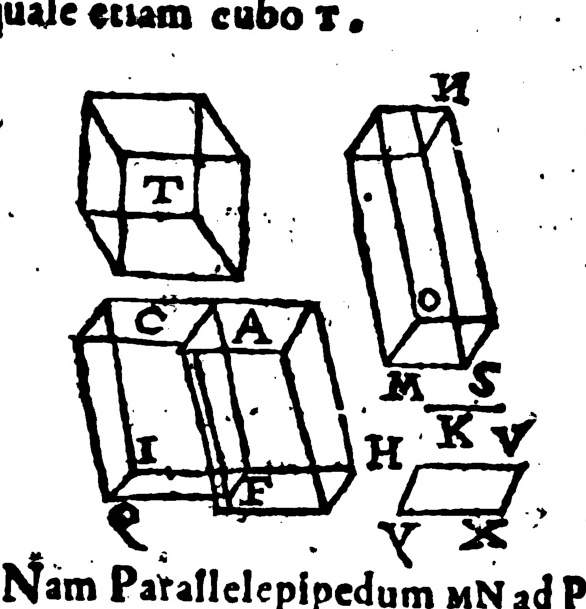 quale etiam cubo T.
N
T
O
C A
M S
K V
I H
F
Q Y X
Nam Parallelepipedum MN ad P